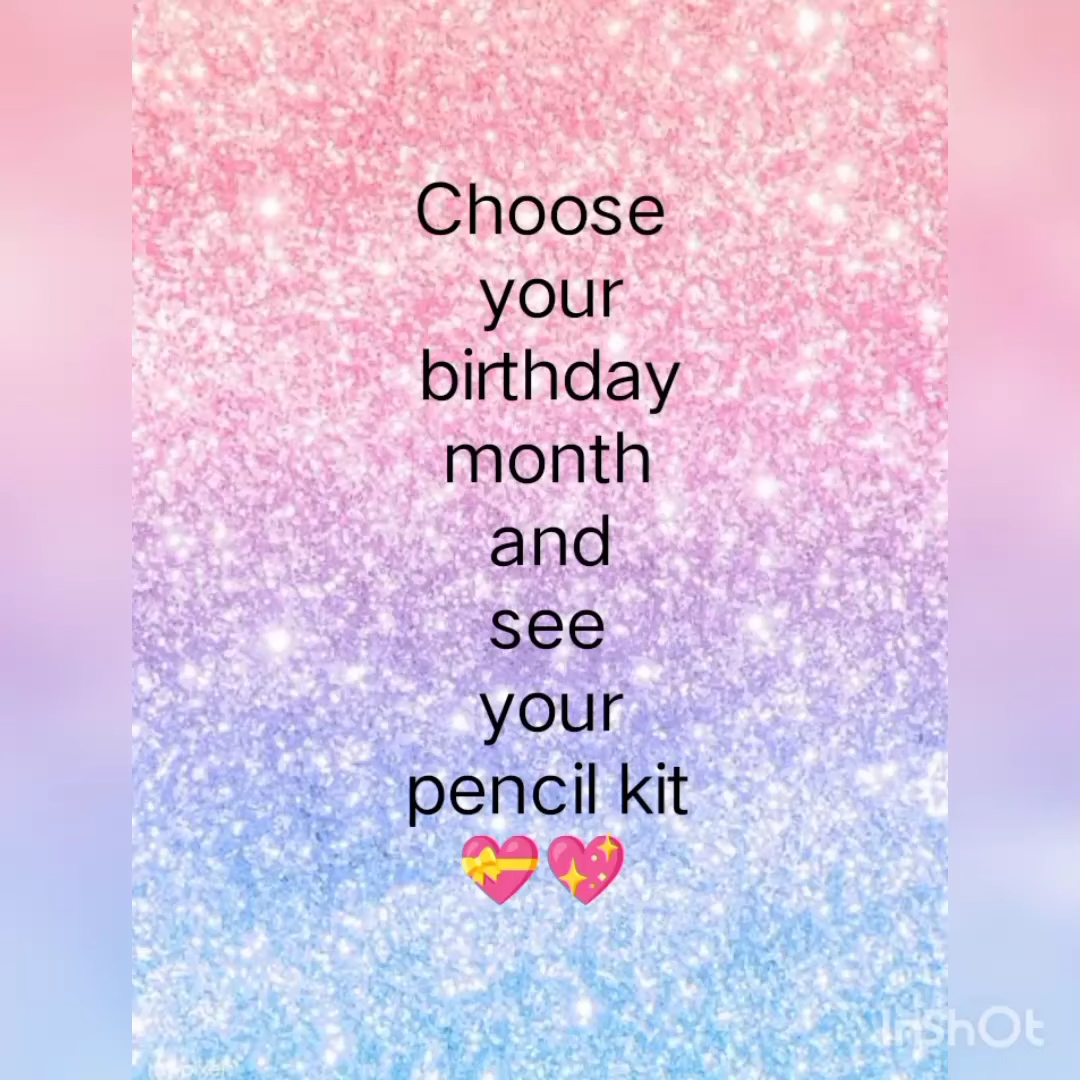 Choose
your
birthday
month
and
see
your
pencil kit
💝💖
InShOt